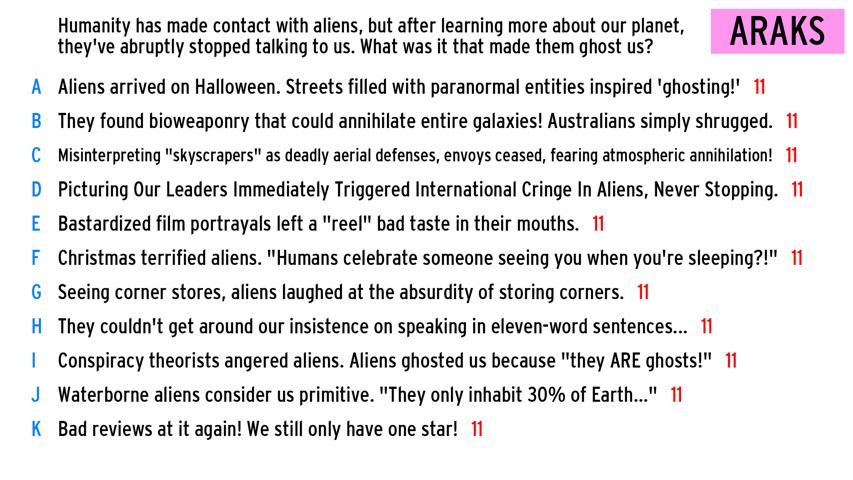 Humanity has made contact with aliens, but after learning more about our planet,
they've abruptly stopped talking to us. What was it that made them ghost us?
ARAKS
A Aliens arrived on Halloween. Streets filled with paranormal entities inspired 'ghosting!' 11
B They found bioweaponry that could annihilate entire galaxies! Australians simply shrugged. 11
C Misinterpreting "skyscrapers" as deadly aerial defenses, envoys ceased, fearing atmospheric annihilation! 11
D Picturing Our Leaders Immediately Triggered International Cringe In Aliens, Never Stopping. 11
E Bastardized film portrayals left a "reel" bad taste in their mouths. 11
F Christmas terrified aliens. "Humans celebrate someone seeing you when you're sleeping?!" 11
G Seeing corner stores, aliens laughed at the absurdity of storing corners. 11
H They couldn't get around our insistence on speaking in eleven-word sentences... 11
I Conspiracy theorists angered aliens. Aliens ghosted us because "they ARE ghosts!" 11
J Waterborne aliens consider us primitive. "They only inhabit 30% of Earth..." 11
K Bad reviews at it again! We still only have one star! 11